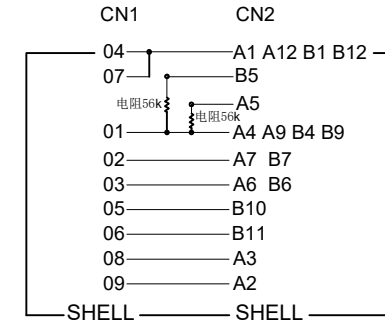 CN1 CN2
04 A1 A12 B1 B12
07 B5
电阻56k A5
电阻56k
01 A4 A9 B4 B9
02 A7 B7
03 A6 B6
05 B10
06 B11
08 A3
09 A2
SHELL SHELL